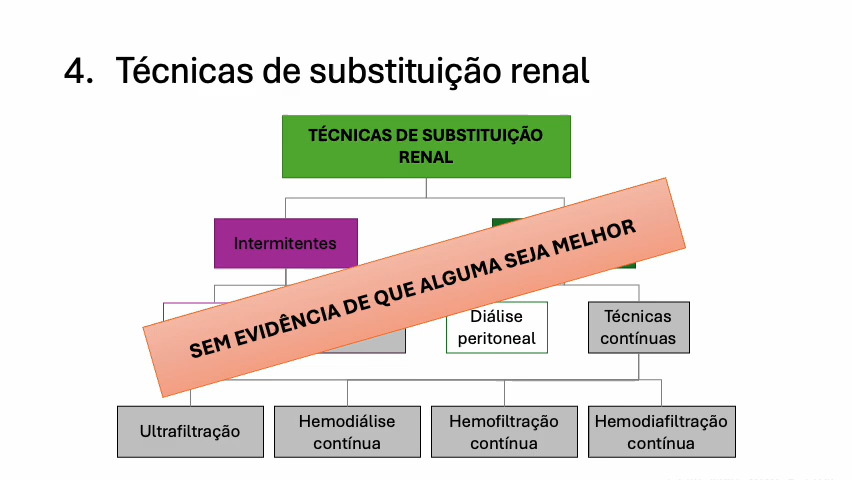 4. Técnicas de substituição renal
TÉCNICAS DE SUBSTITUIÇÃO
RENAL
Intermitentes
SEM EVIDÊNCIA DE QUE ALGUMA SEJA MELHOR
Diálise
peritoneal
Técnicas
contínuas
Ultrafiltração
Hemodiálise
contínua
Hemofiltração
contínua
Hemodiafiltração
contínua